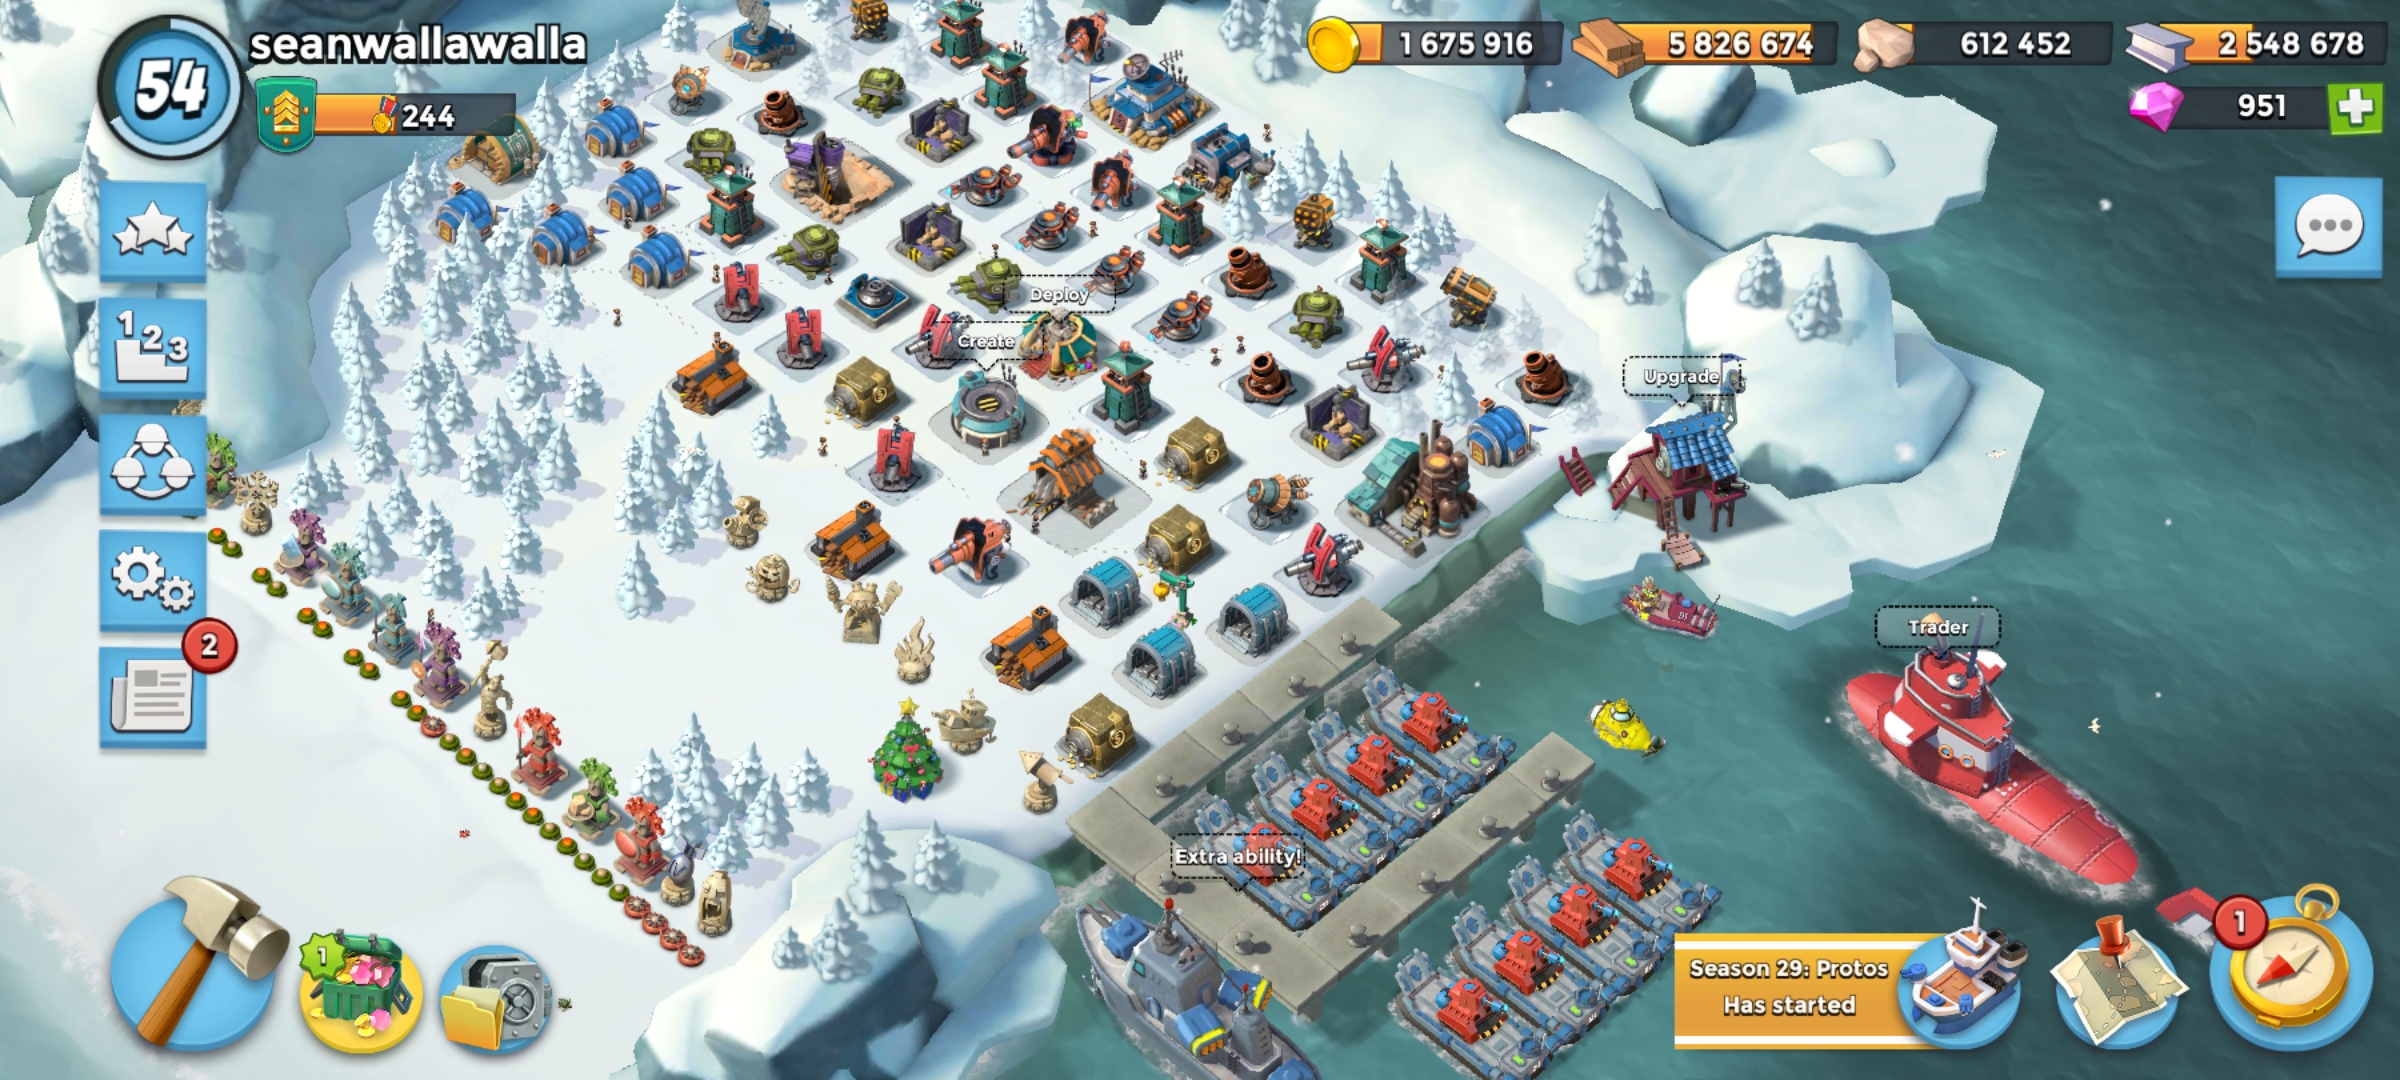 54
seanwallawalla
244
1 675 916
5 826 674
612 452
2 548 678
951
123
Deploy
Create
Upgrade
Trader
2
Extra ability!
1
Season 29: Protos
Has started
1